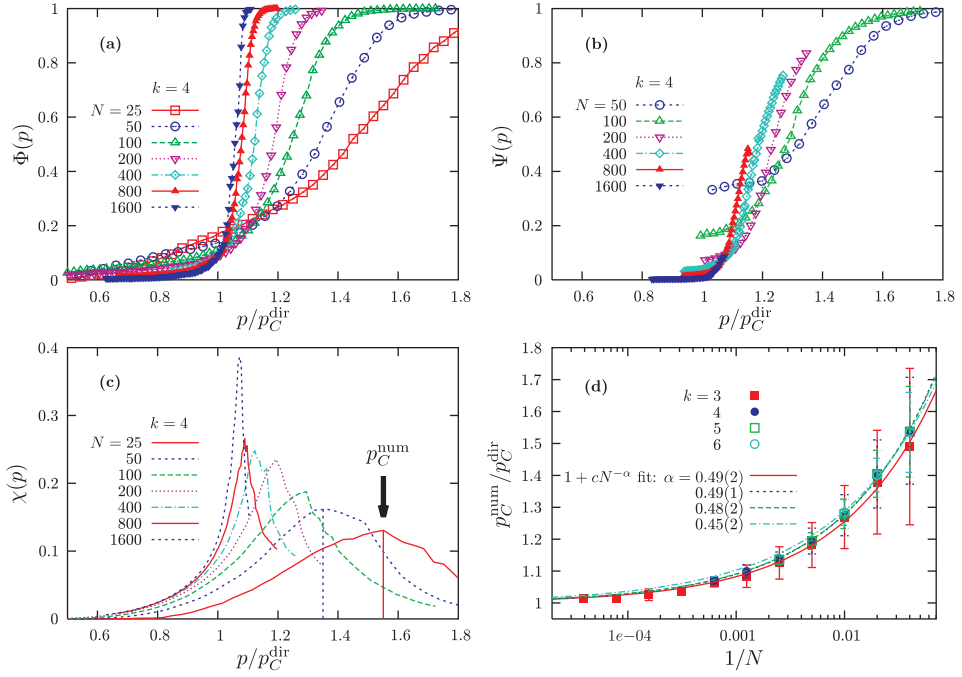 (a)
Φ(p)
1
0.8
0.6
0.4
0.2
0
k = 4
N = 25
50
100
200
400
800
1600
0.6 0.8 1 1.2 1.4 1.6 1.8
p/p_C^dir
(b)
Ψ(p)
1
0.8
0.6
0.4
0.2
0
k = 4
N = 50
100
200
400
800
1600
0.6 0.8 1 1.2 1.4 1.6 1.8
p/p_C^dir
(c)
χ(p)
0.4
0.3
0.2
0.1
0
k = 4
N = 25
50
100
200
400
800
1600
p_C^num
0.6 0.8 1 1.2 1.4 1.6 1.8
p/p_C^dir
(d)
p_C^num/p_C^dir
1.8
1.7
1.6
1.5
1.4
1.3
1.2
1.1
1
k = 3
4
5
6
1 + cN^−α fit: α = 0.49(2)
0.49(1)
0.48(2)
0.45(2)
1e−04 0.001 0.01
1/N